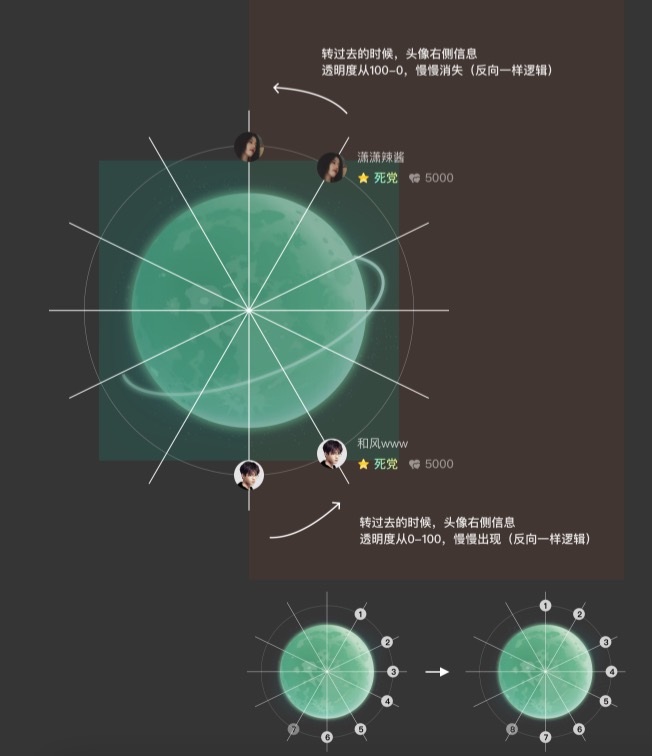 转过去的时候，头像右侧信息
透明度从100-0，慢慢消失（反向一样逻辑）
潇潇辣酱
死党 5000
和风www
死党 5000
转过去的时候，头像右侧信息
透明度从0-100，慢慢出现（反向一样逻辑）
1
2
3
4
5
6
7
1
2
3
4
5
6
7
8